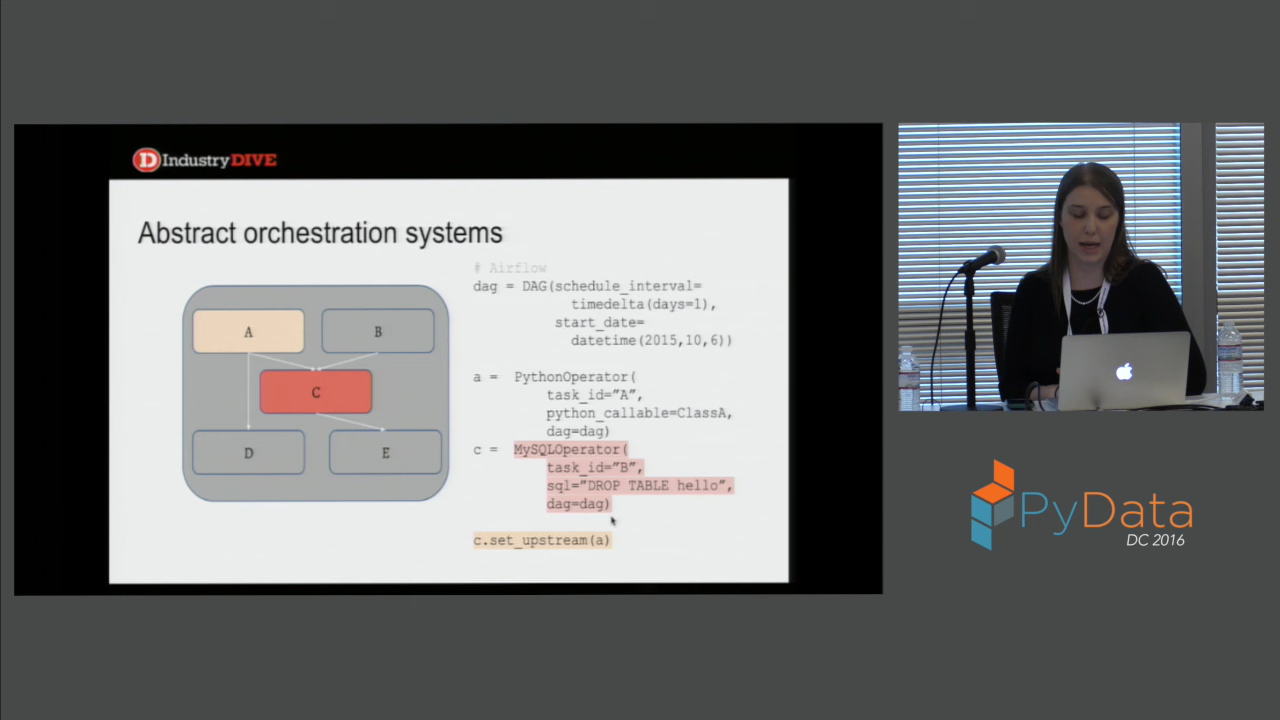 D Industry DIVE
Abstract orchestration systems
A
B
C
D
E
# Airflow
dag = DAG(schedule_interval=
timedelta(days=1),
start_date=
datetime(2015,10,6))
a = PythonOperator(
task_id=”A”,
python_callable=ClassA,
dag=dag)
c = MySQLOperator(
task_id=”B”,
sql=”DROP TABLE hello”,
dag=dag)
c.set_upstream(a)
PyData
DC 2016